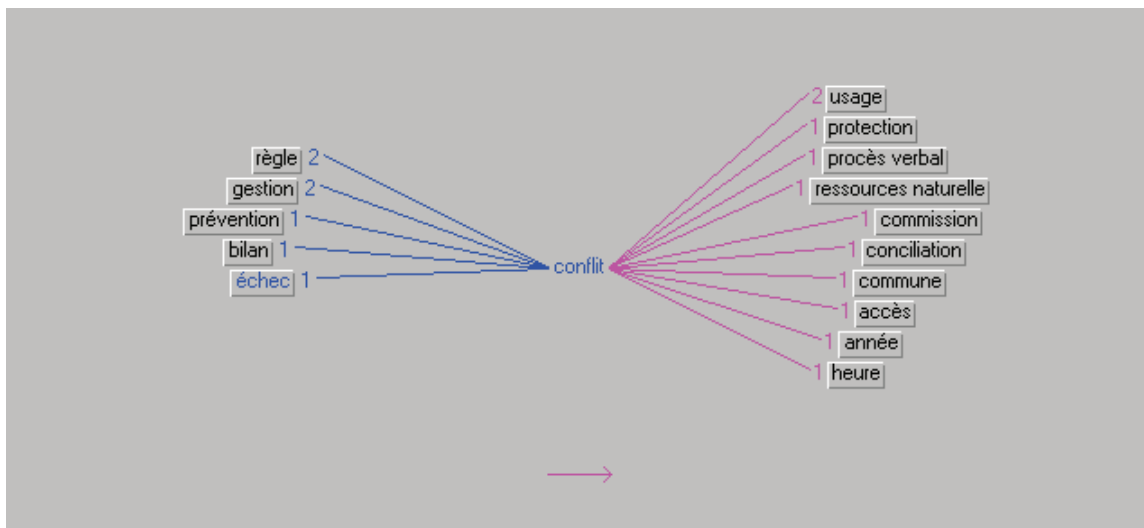 règle 2
gestion 2
prévention 1
bilan 1
échec 1
conflit
2 usage
1 protection
1 procès verbal
1 ressources naturelle
1 commission
1 conciliation
1 commune
1 accès
1 année
1 heure